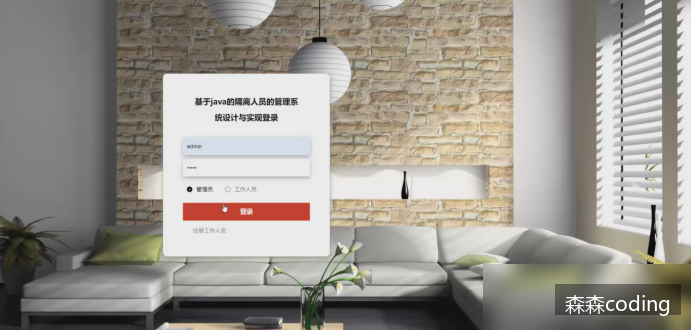 基于java的隔离人员的管理系
统设计与实现登录
admin
•••••
管理员 工作人员
登录
注册工作人员
森森coding